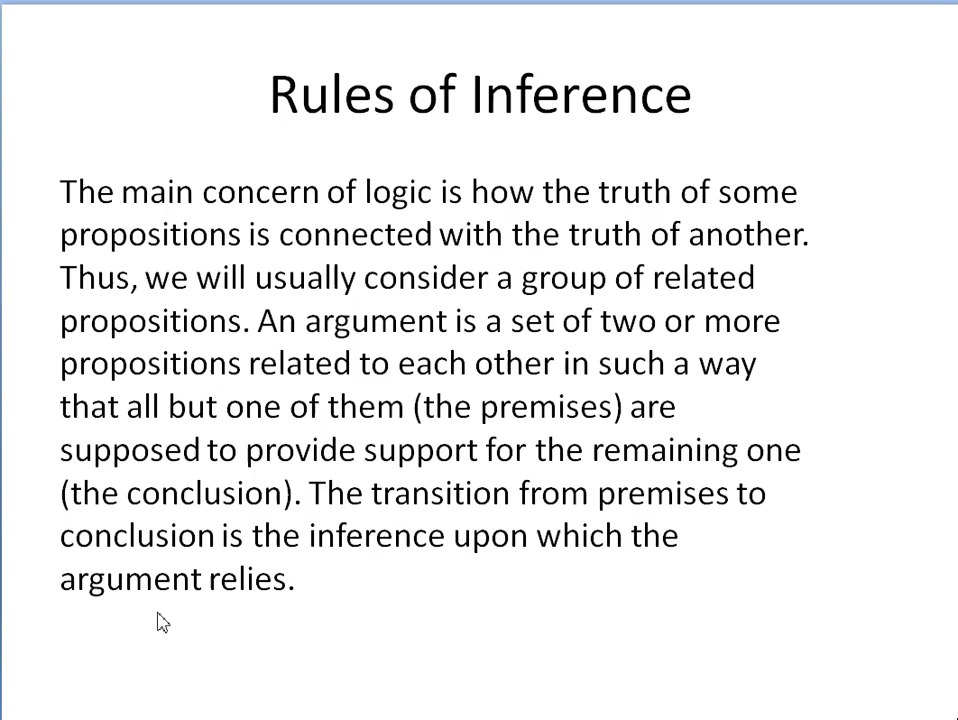 Rules of Inference
The main concern of logic is how the truth of some
propositions is connected with the truth of another.
Thus, we will usually consider a group of related
propositions. An argument is a set of two or more
propositions related to each other in such a way
that all but one of them (the premises) are
supposed to provide support for the remaining one
(the conclusion). The transition from premises to
conclusion is the inference upon which the
argument relies.